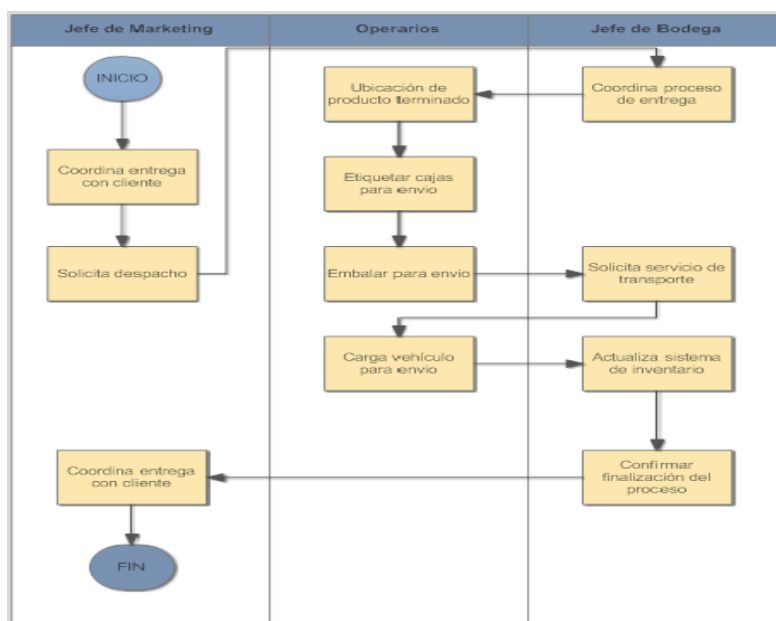 Jefe de Marketing
Operarios
Jefe de Bodega
INICIO
Ubicación de
producto terminado
Coordina proceso
de entrega
Coordina entrega
con cliente
Etiquetar cajas
para envio
Solicita despacho
Embalar para envio
Solicita servicio de
transporte
Carga vehículo
para envio
Actualiza sistema
de inventario
Coordina entrega
con cliente
Confirmar
finalización del
proceso
FIN